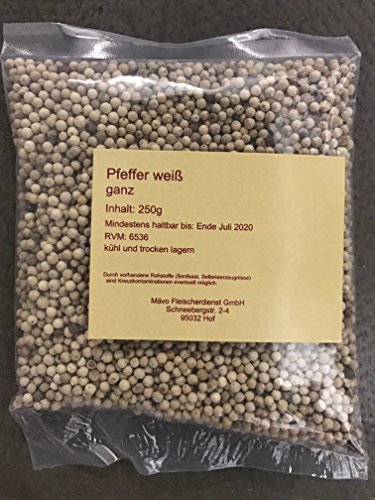 Pfeffer weiß
ganz
Inhalt: 250g
Mindestens haltbar bis: Ende Juli 2020
RVM: 6536
kühl und trocken lagern
Durch vorhandene Rohstoffe (Senfsaat, Sellerieerzeugnisse)
sind Kreuzkontaminationen eventuell möglich.
Mävo Fleischerdienst GmbH
Schneebergstr. 2-4
95032 Hof